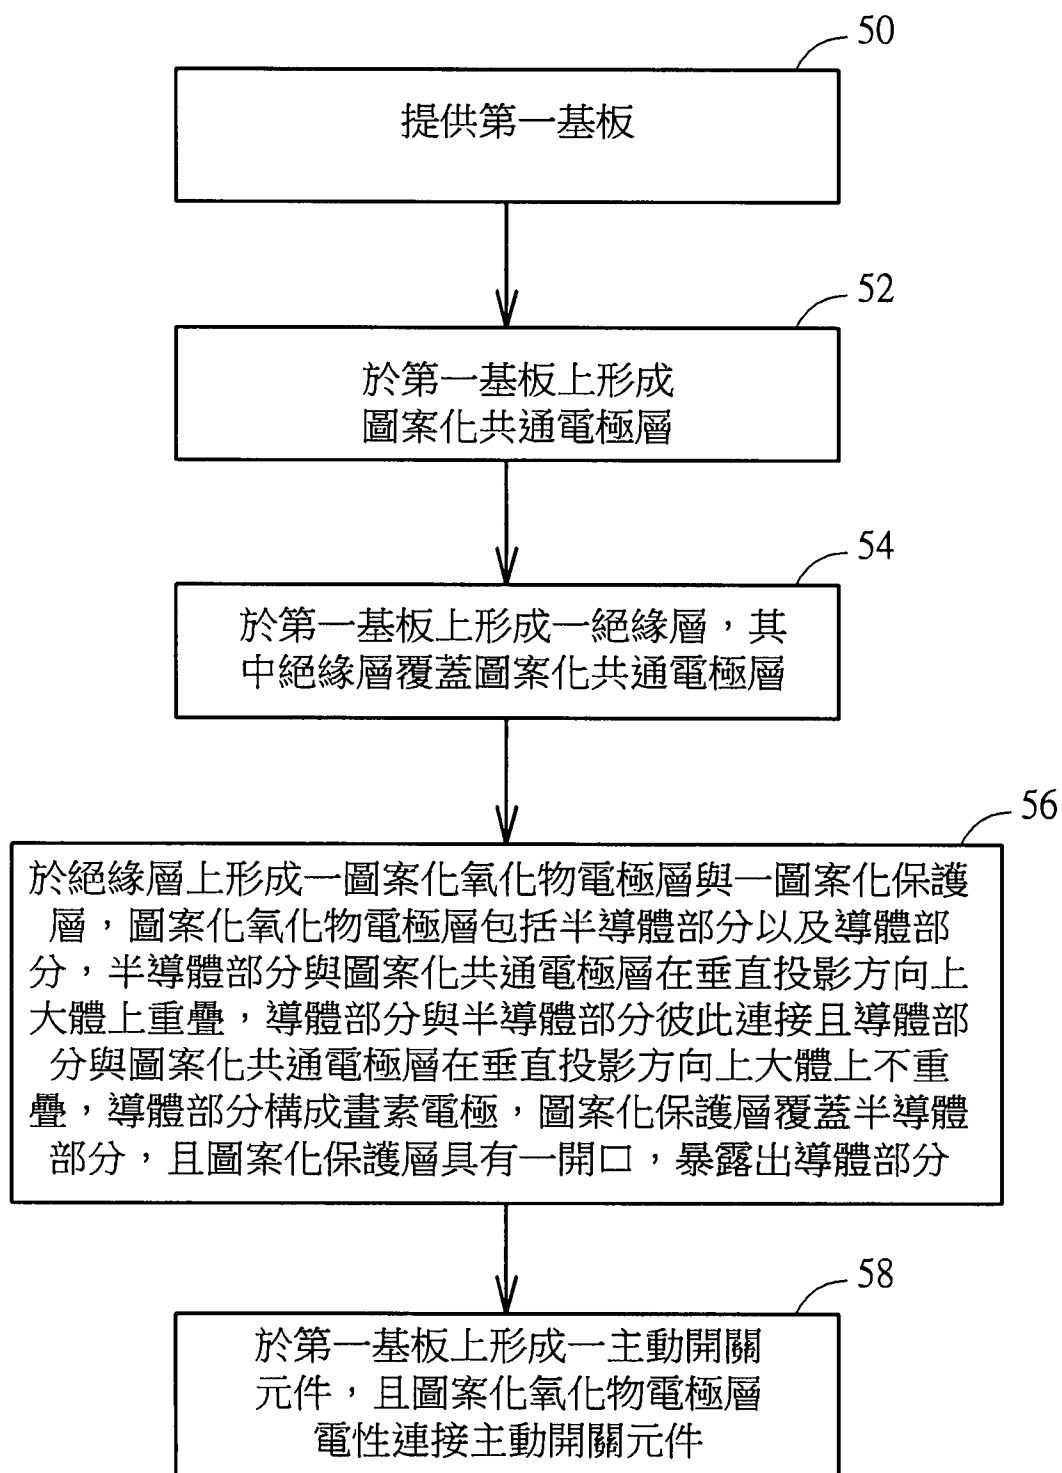 50
提供第一基板
52
於第一基板上形成
圖案化共通電極層
54
於第一基板上形成一絕緣層，其
中絕緣層覆蓋圖案化共通電極層
56
於絕緣層上形成一圖案化氧化物電極層與一圖案化保護
層，圖案化氧化物電極層包括半導體部分以及導體部
分，半導體部分與圖案化共通電極層在垂直投影方向上
大體上重疊，導體部分與半導體部分彼此連接且導體部
分與圖案化共通電極層在垂直投影方向上大體上不重
疊，導體部分構成畫素電極，圖案化保護層覆蓋半導體
部分，且圖案化保護層具有一開口，暴露出導體部分
58
於第一基板上形成一主動開關
元件，且圖案化氧化物電極層
電性連接主動開關元件